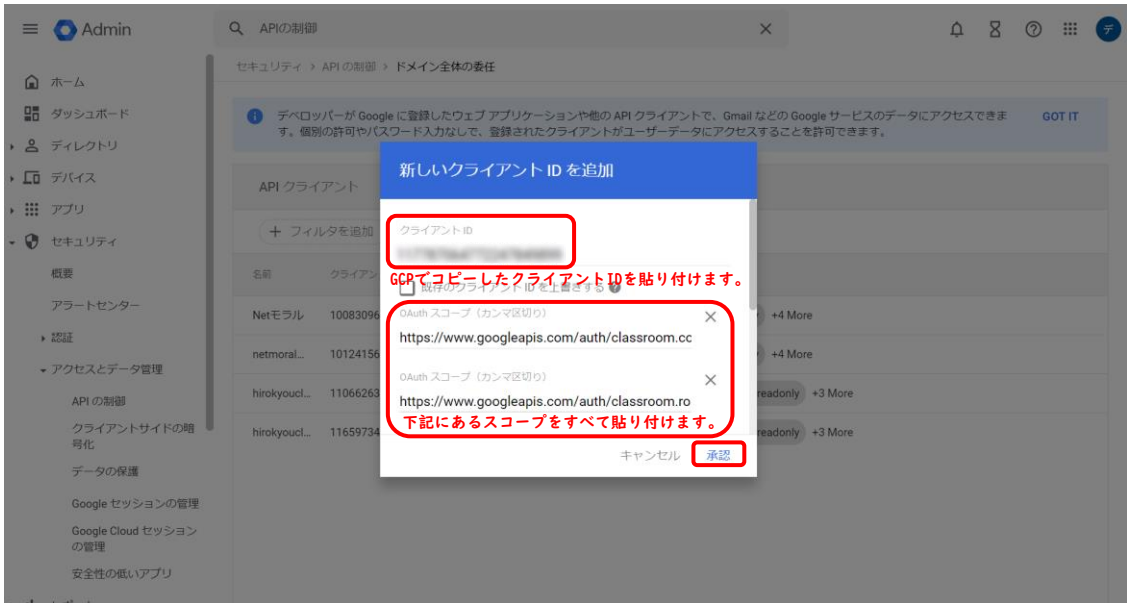 Admin
APIの制御
デ
セキュリティ > API の制御 > ドメイン全体の委任
ホーム
ダッシュボード
ディレクトリ
デバイス
アプリ
セキュリティ
概要
アラートセンター
認証
アクセスとデータ管理
API の制御
クライアントサイドの暗
号化
データの保護
Google セッションの管理
Google Cloud セッション
の管理
安全性の低いアプリ
デベロッパーが Google に登録したウェブ アプリケーションや他の API クライアントで、Gmail などの Google サービスのデータにアクセスできま
す。個別の許可やパスワード入力なしで、登録されたクライアントがユーザーデータにアクセスすることを許可できます。
GOT IT
API クライアント
フィルタを追加
名前 クライアン
Netモラル 10083096 +4 More
netmoral... 10124156 +4 More
hirokyoucl... 11066263 readonly +3 More
hirokyoucl... 11659734 readonly +3 More
新しいクライアント ID を追加
クライアント ID
GCPでコピーしたクライアントIDを貼り付けます。
既存のクライアント ID を上書きする
OAuth スコープ（カンマ区切り）
https://www.googleapis.com/auth/classroom.cc
OAuth スコープ（カンマ区切り）
https://www.googleapis.com/auth/classroom.ro
下記にあるスコープをすべて貼り付けます。
キャンセル 承認